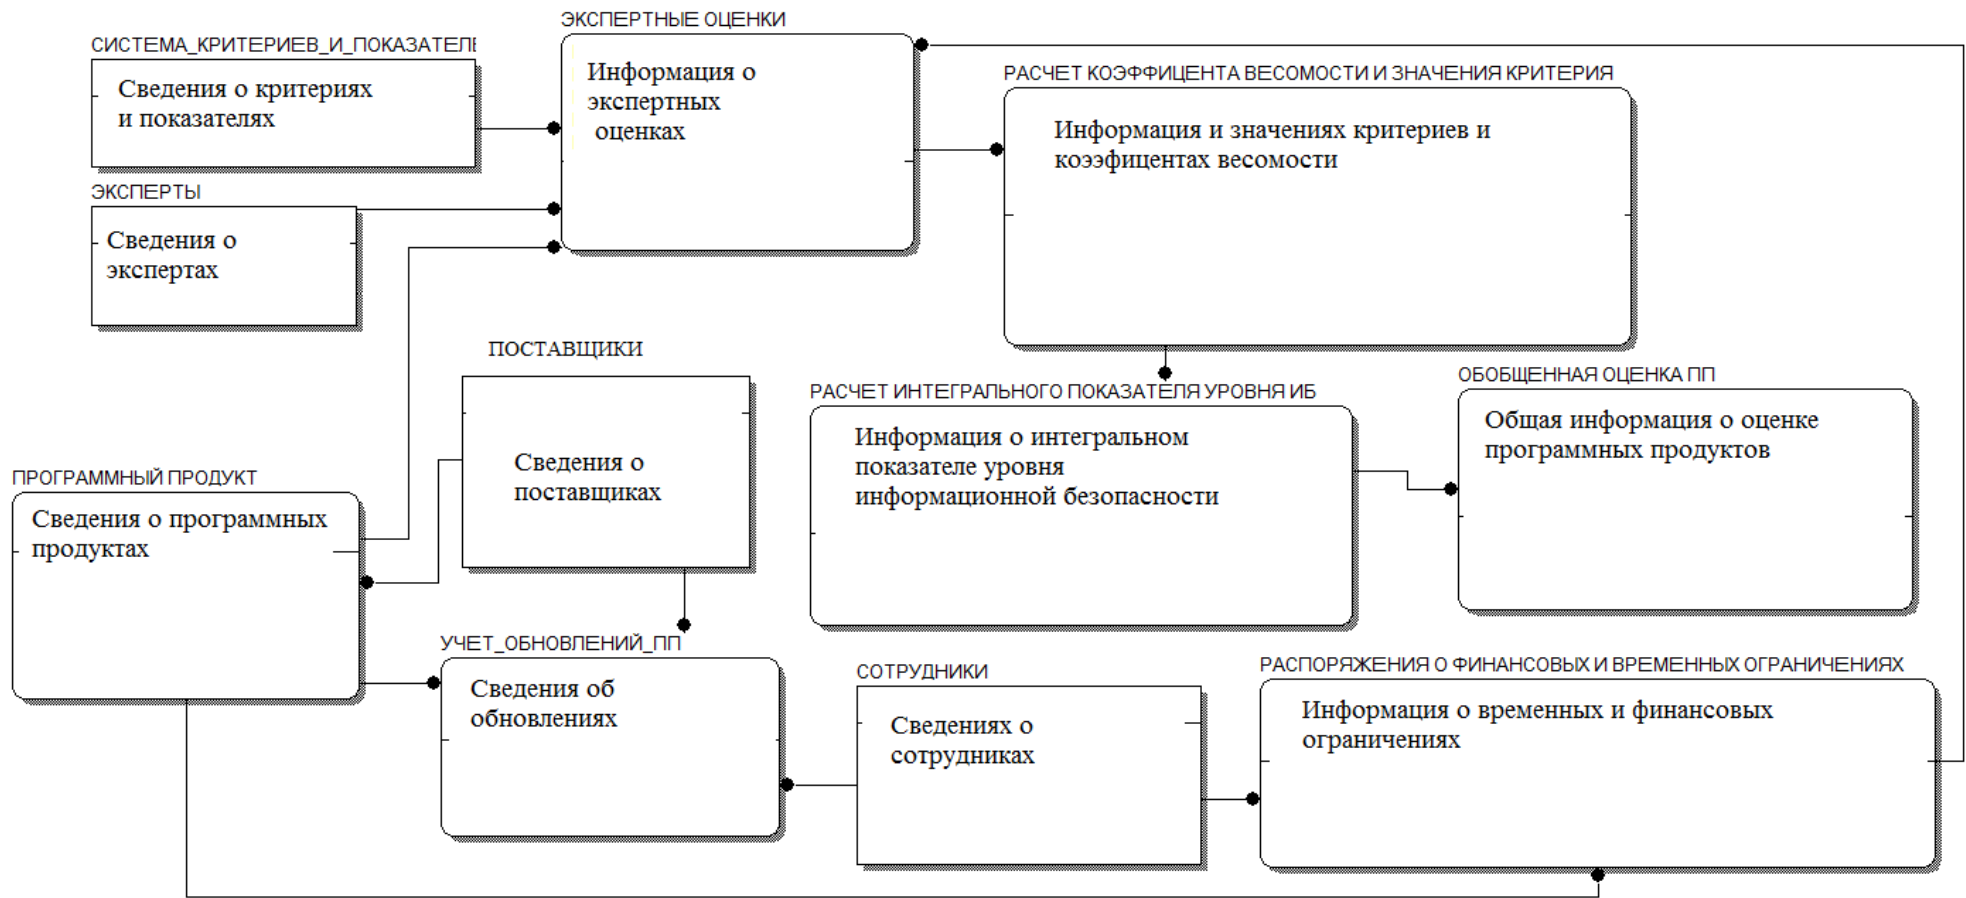 ЭКСПЕРТНЫЕ ОЦЕНКИ
Информация о
экспертных
оценках
СИСТЕМА_КРИТЕРИЕВ_И_ПОКАЗАТЕЛЕ
Сведения о критериях
и показателях
РАСЧЕТ КОЭФФИЦЕНТА ВЕСОМОСТИ И ЗНАЧЕНИЯ КРИТЕРИЯ
Информация и значениях критериев и
коээфицентах весомости
ЭКСПЕРТЫ
Сведения о
экспертах
ПОСТАВЩИКИ
Сведения о
поставщиках
РАСЧЕТ ИНТЕГРАЛЬНОГО ПОКАЗАТЕЛЯ УРОВНЯ ИБ
Информация о интегральном
показателе уровня
информационной безопасности
ОБОБЩЕННАЯ ОЦЕНКА ПП
Общая информация о оценке
программных продуктов
ПРОГРАММНЫЙ ПРОДУКТ
Сведения о программных
продуктах
УЧЕТ_ОБНОВЛЕНИЙ_ПП
Сведения об
обновлениях
СОТРУДНИКИ
Сведениях о
сотрудниках
РАСПОРЯЖЕНИЯ О ФИНАНСОВЫХ И ВРЕМЕННЫХ ОГРАНИЧЕНИЯХ
Информация о временных и финансовых
ограничениях